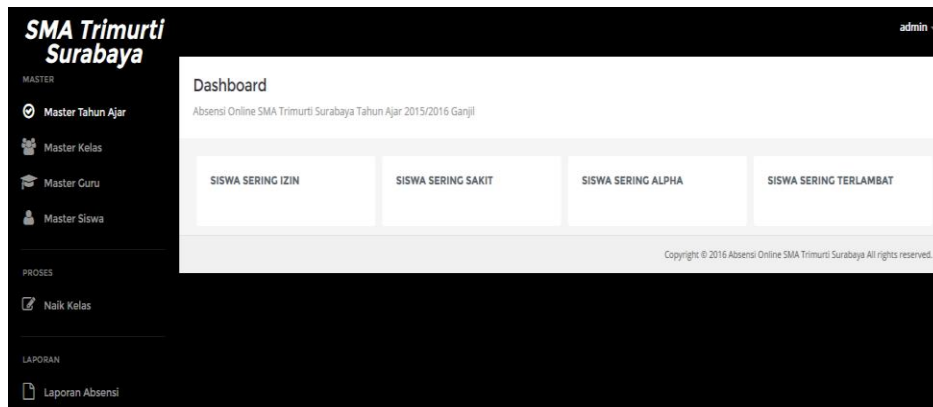 SMA Trimurti
Surabaya
admin
MASTER
Master Tahun Ajar
Master Kelas
Master Guru
Master Siswa
PROSES
Naik Kelas
LAPORAN
Laporan Absensi
Dashboard
Absensi Online SMA Trimurti Surabaya Tahun Ajar 2015/2016 Ganjil
SISWA SERING IZIN
SISWA SERING SAKIT
SISWA SERING ALPHA
SISWA SERING TERLAMBAT
Copyright © 2016 Absensi Online SMA Trimurti Surabaya All rights reserved.